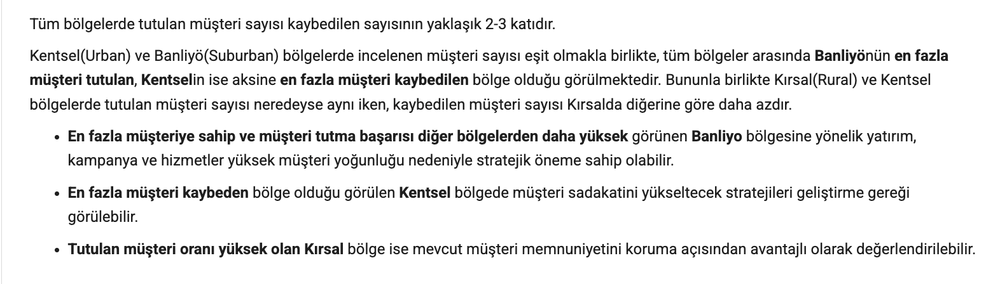 Tüm bölgelerde tutulan müşteri sayısı kaybedilen sayısının yaklaşık 2-3 katıdır.
Kentsel(Urban) ve Banliyö(Suburban) bölgelerde incelenen müşteri sayısı eşit olmakla birlikte, tüm bölgeler arasında Banliyönün en fazla
müşteri tutulan, Kentselin ise aksine en fazla müşteri kaybedilen bölge olduğu görülmektedir. Bununla birlikte Kırsal(Rural) ve Kentsel
bölgelerde tutulan müşteri sayısı neredeyse aynı iken, kaybedilen müşteri sayısı Kırsalda diğerine göre daha azdır.
• En fazla müşteriye sahip ve müşteri tutma başarısı diğer bölgelerden daha yüksek görünen Banliyo bölgesine yönelik yatırım,
kampanya ve hizmetler yüksek müşteri yoğunluğu nedeniyle stratejik öneme sahip olabilir.
• En fazla müşteri kaybeden bölge olduğu görülen Kentsel bölgede müşteri sadakatini yükseltecek stratejileri geliştirme gereği
görülebilir.
• Tutulan müşteri oranı yüksek olan Kırsal bölge ise mevcut müşteri memnuniyetini koruma açısından avantajlı olarak değerlendirilebilir.